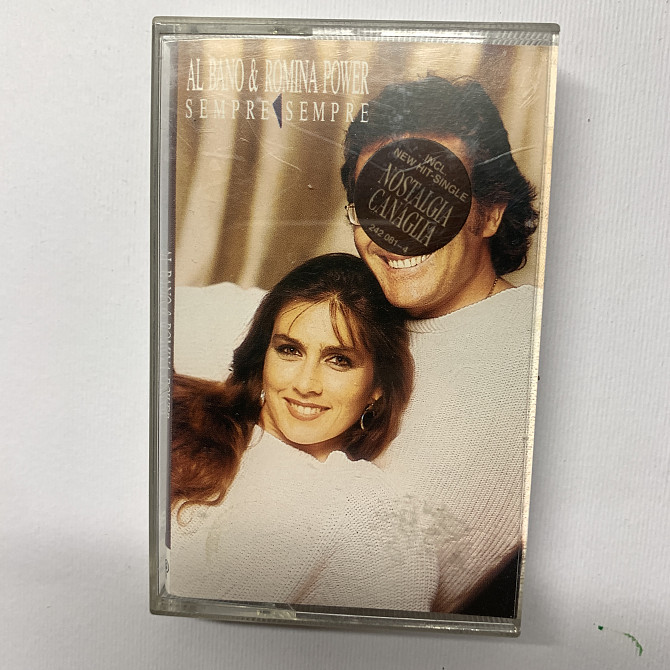 AL BANO & ROMINA POWER
SEMPRE SEMPRE
INCL.
NEW HIT-SINGLE
NOSTALGIA
CANAGLIA
242 081-4